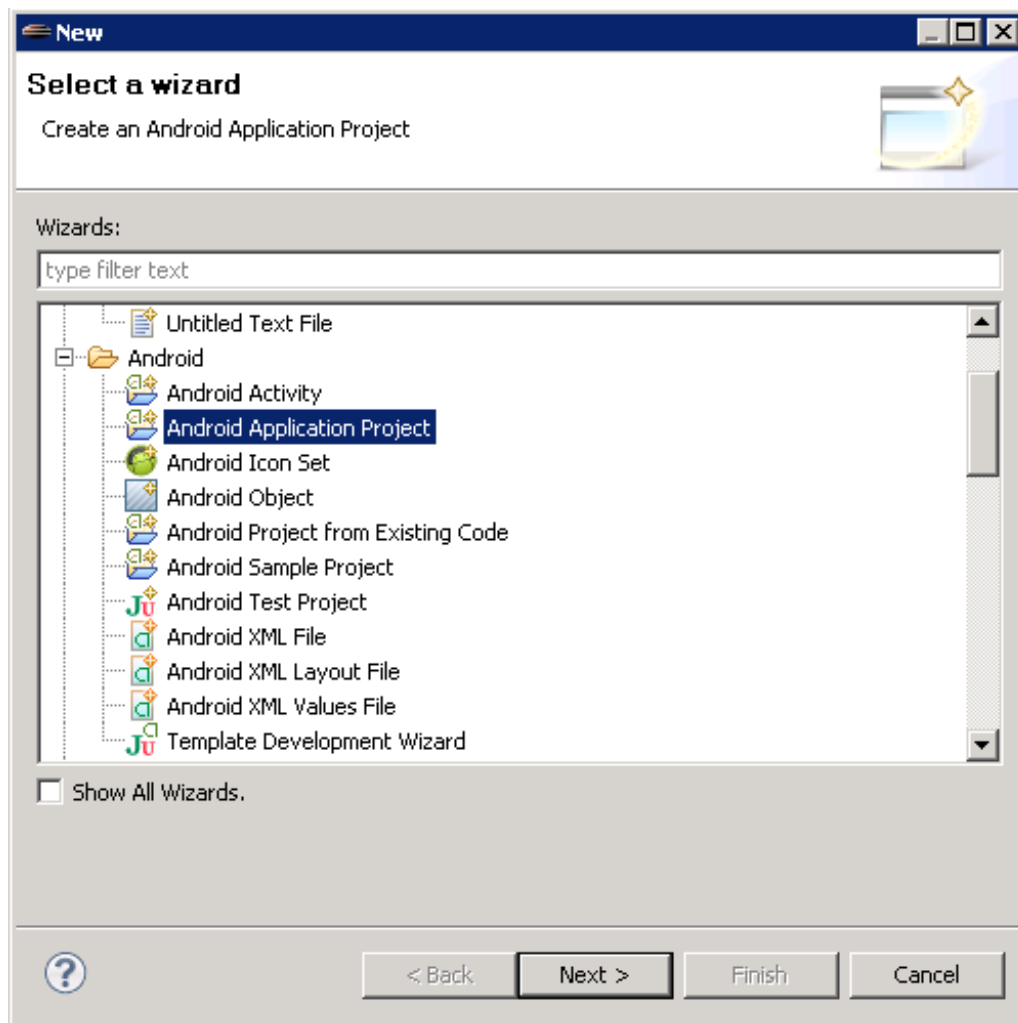 New
Select a wizard
Create an Android Application Project
Wizards:
type filter text
Untitled Text File
Android
Android Activity
Android Application Project
Android Icon Set
Android Object
Android Project from Existing Code
Android Sample Project
Android Test Project
Android XML File
Android XML Layout File
Android XML Values File
Template Development Wizard
Show All Wizards.
? < Back Next > Finish Cancel